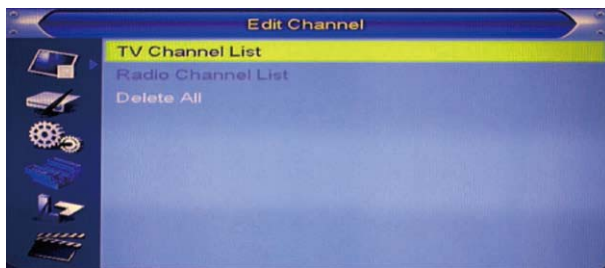 Edit Channel
TV Channel List
Radio Channel List
Delete All